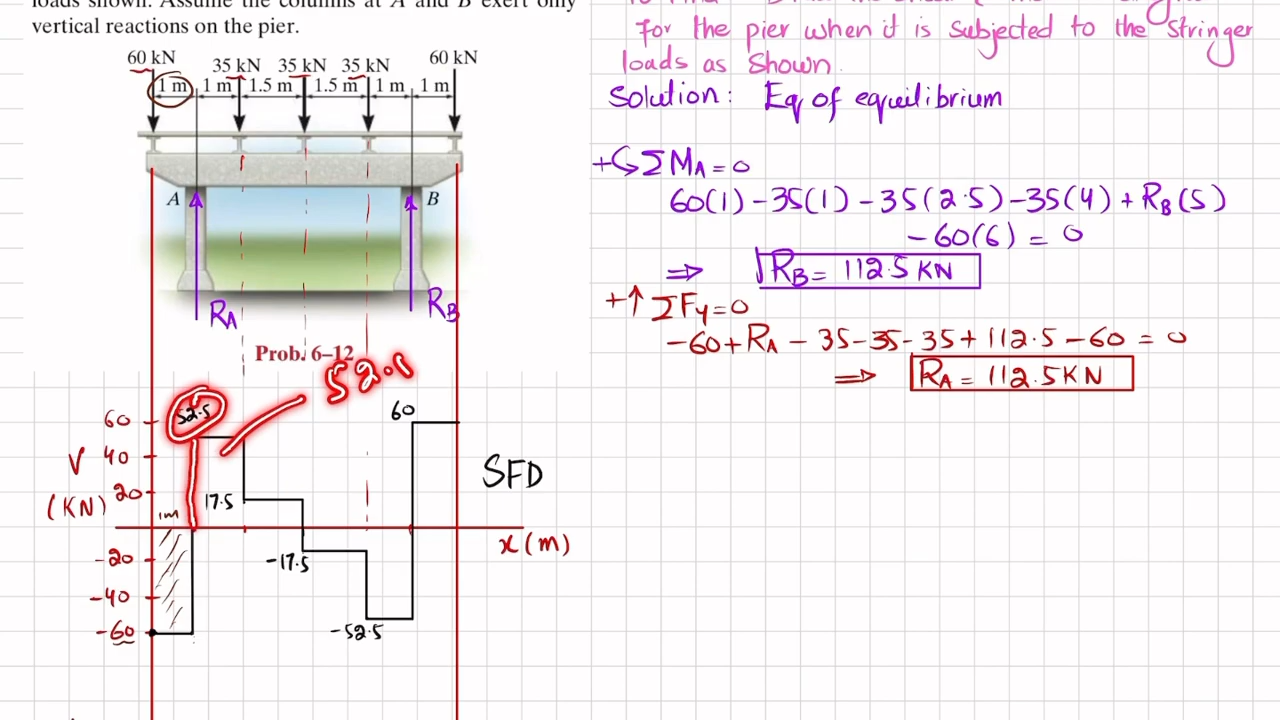 loads shown. Assume the columns at A and B exert only
vertical reactions on the pier.
60 kN 35 kN 35 kN 35 kN 60 kN
1 m 1 m 1.5 m 1.5 m 1 m 1 m
A B
RA RB
Prob. 6–12
52.
60 52.5 60
V 40
(KN) 20 1m 17.5
SFD
x(m)
-20 -17.5
-40
-60 -52.5
for the pier when it is subjected to the stringer
loads as shown.
Solution: Eq of equilibrium
+ ΣMA = 0
60(1) - 35(1) - 35(2.5) - 35(4) + RB(5)
- 60(6) = 0
⇒ RB = 112.5 KN
+↑ ΣFy = 0
-60 + RA - 35 - 35 - 35 + 112.5 - 60 = 0
⇒ RA = 112.5 KN